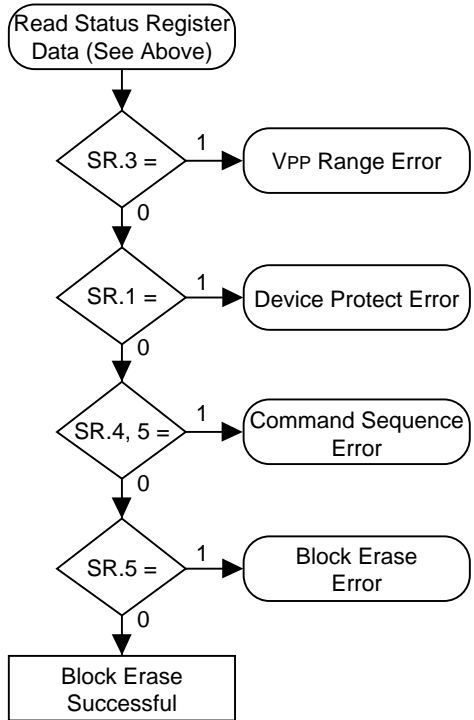 Read Status Register
Data (See Above)
SR.3 =
1
VPP Range Error
0
SR.1 =
1
Device Protect Error
0
SR.4, 5 =
1
Command Sequence
Error
0
SR.5 =
1
Block Erase
Error
0
Block Erase
Successful